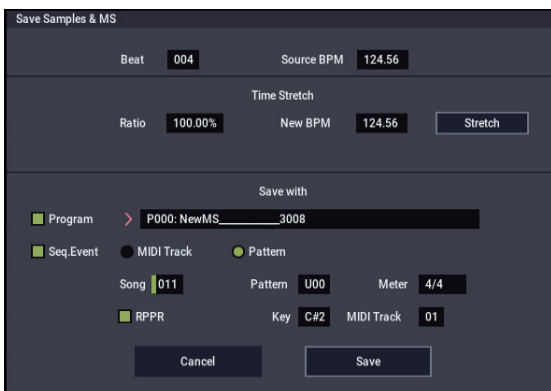 Save Samples & MS
Beat 004 Source BPM 124.56
Time Stretch
Ratio 100.00% New BPM 124.56 Stretch
Save with
Program P000: NewMS__________3008
Seq.Event MIDI Track Pattern
Song 011 Pattern U00 Meter 4/4
RPPR Key C#2 MIDI Track 01
Cancel Save